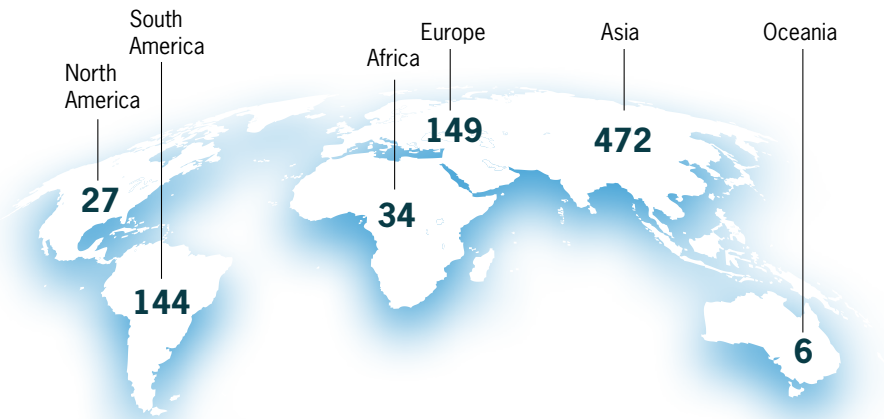 South
America
North
America
Africa
Europe
Asia
Oceania
27
144
34
149
472
6